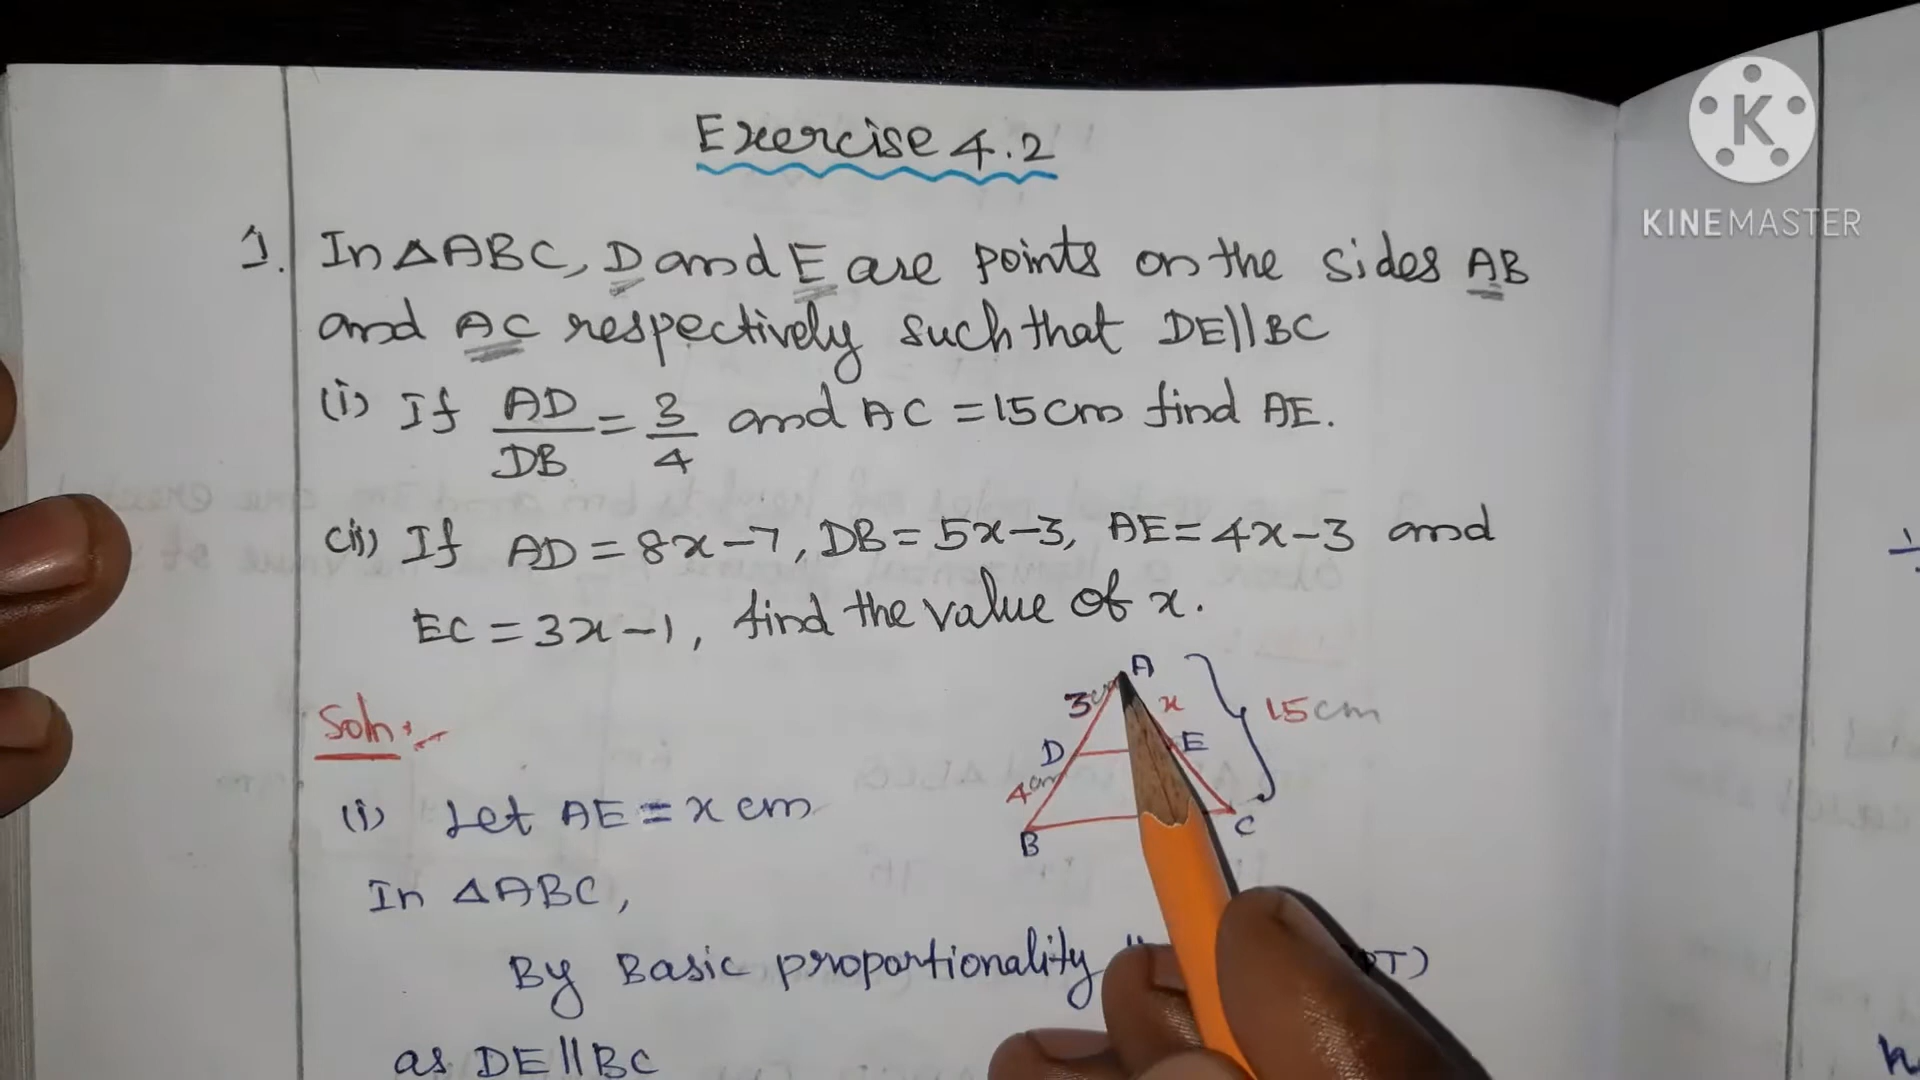 Exercise 4.2
1. In △ABC, D and E are points on the sides AB
and AC respectively such that DE||BC
(i) If AD/DB = 3/4 and AC = 15cm find AE.
(ii) If AD = 8x-7, DB = 5x-3, AE = 4x-3 and
EC = 3x-1, find the value of x.
Soln:-
A
3
x
15cm
D
E
4cm
B
C
(i) Let AE = x cm
In △ABC,
By Basic proportionality
as DE||BC
K
KINEMASTER